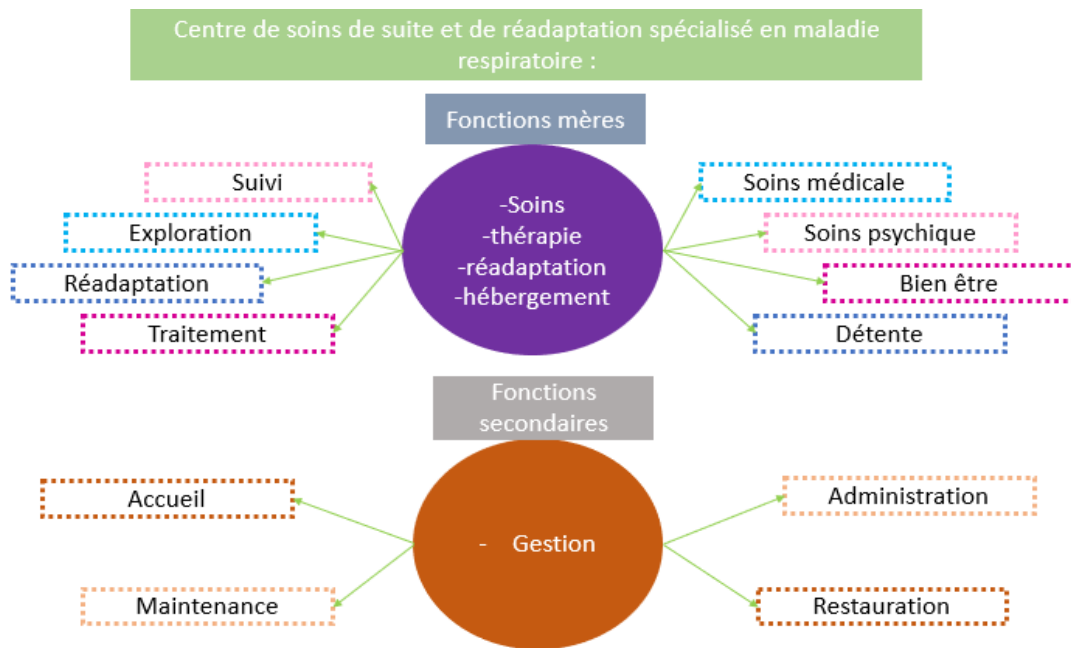 Centre de soins de suite et de réadaptation spécialisé en maladie
respiratoire :
Fonctions mères
Suivi
Exploration
Réadaptation
Traitement
-Soins
-thérapie
-réadaptation
-hébergement
Soins médicale
Soins psychique
Bien être
Détente
Fonctions
secondaires
Accueil
Maintenance
- Gestion
Administration
Restauration